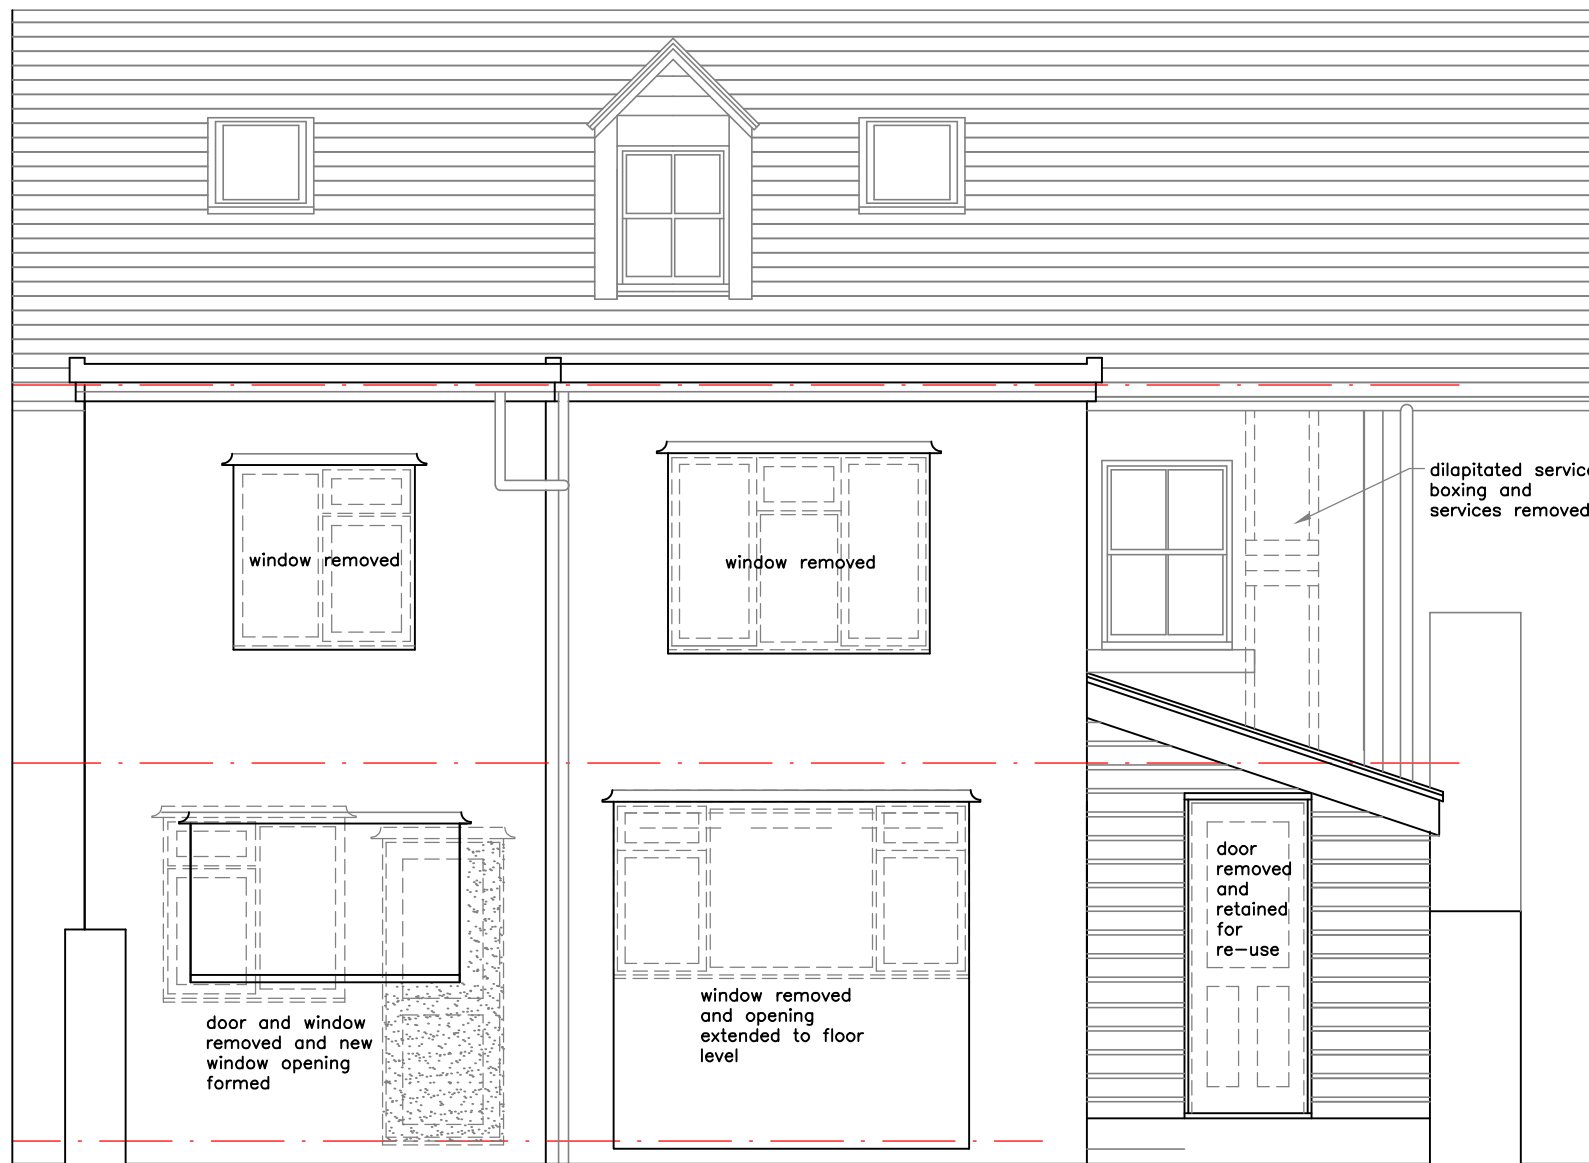 dilapitated service
boxing and
services removed
window removed
window removed
door
removed
and
retained
for
re-use
window removed
and opening
extended to floor
level
door and window
removed and new
window opening
formed